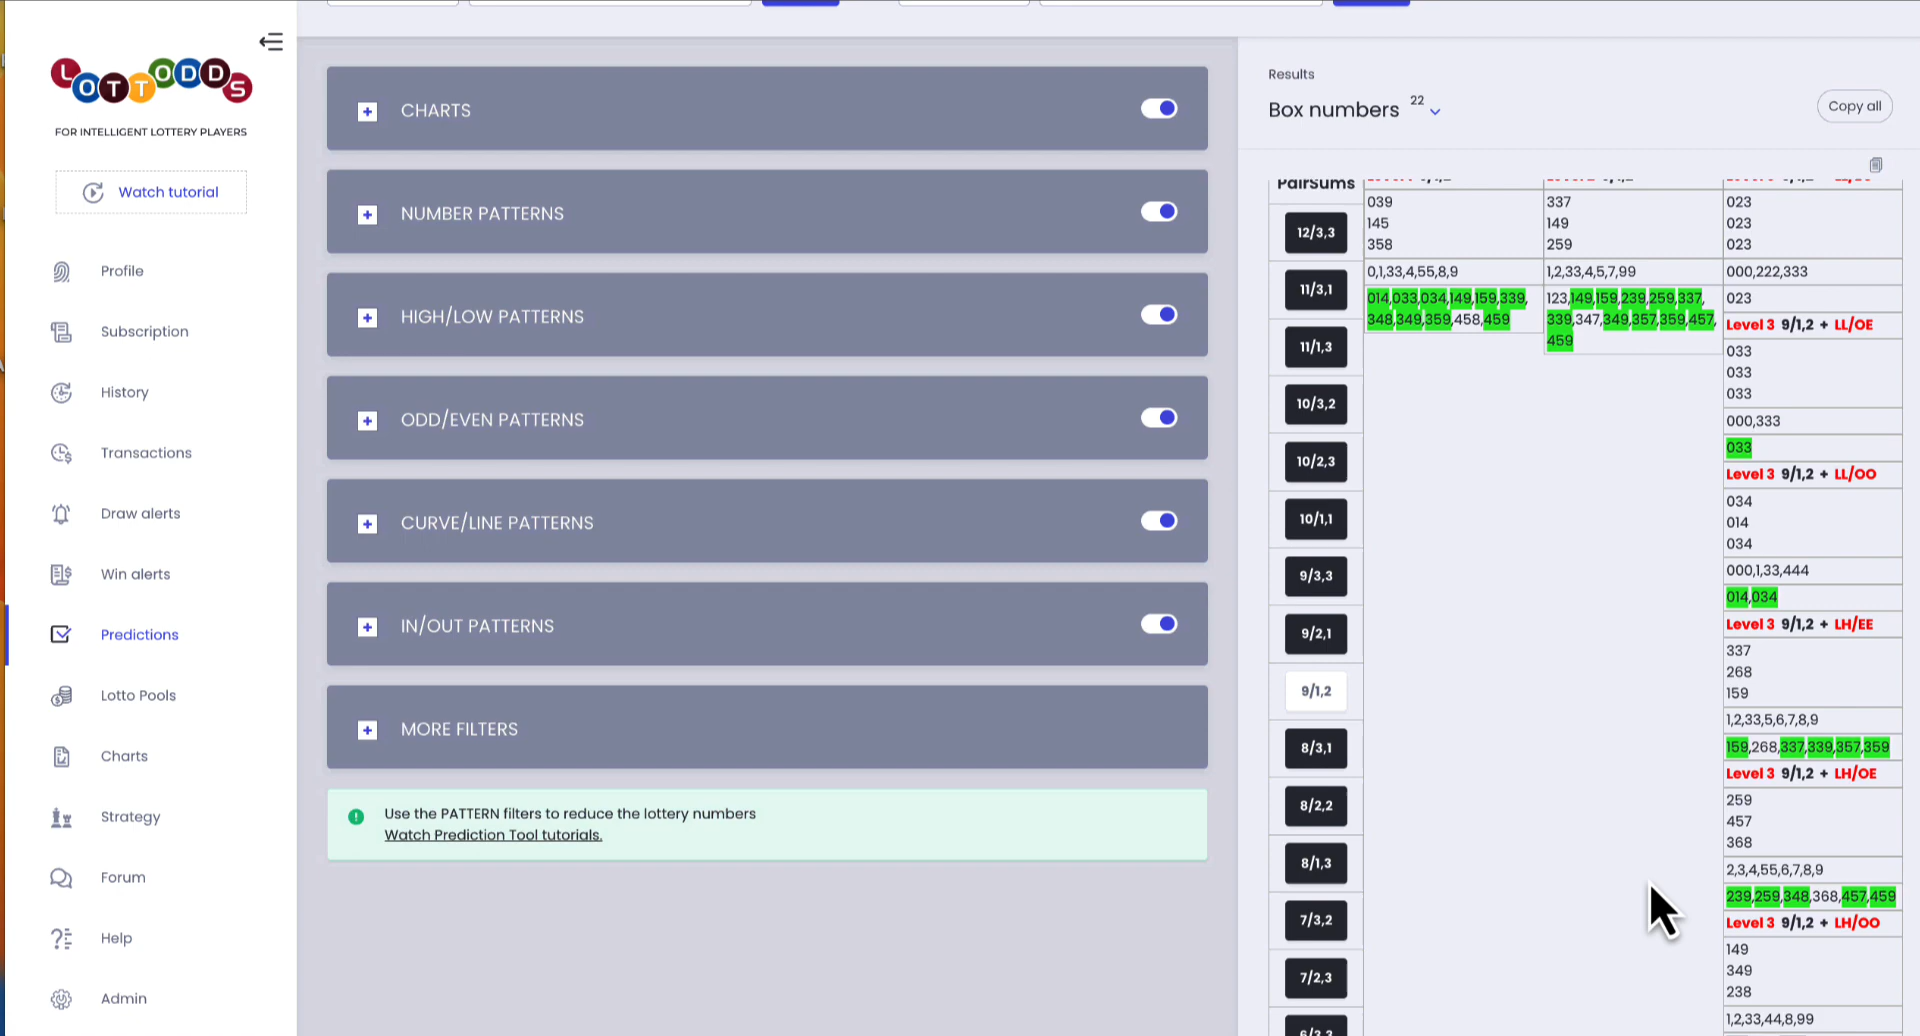 LOTTODDS
FOR INTELLIGENT LOTTERY PLAYERS
Watch tutorial
Profile
Subscription
History
Transactions
Draw alerts
Win alerts
Predictions
Lotto Pools
Charts
Strategy
Forum
Help
Admin
CHARTS
NUMBER PATTERNS
HIGH/LOW PATTERNS
ODD/EVEN PATTERNS
CURVE/LINE PATTERNS
IN/OUT PATTERNS
MORE FILTERS
Use the PATTERN filters to reduce the lottery numbers
Watch Prediction Tool tutorials.
Results
Box numbers 22
Copy all
PairSums
12/3,3
11/3,1
11/1,3
10/3,2
10/2,3
10/1,1
9/3,3
9/2,1
9/1,2
8/3,1
8/2,2
8/1,3
7/3,2
7/2,3
039
145
358
0,1,33,4,55,8,9
014,033,034,149,159,339,
348,349,359,458,459
337
149
259
1,2,33,4,5,7,99
123,149,159,239,259,337,
339,347,349,357,359,457,
459
023
023
023
000,222,333
023
Level 3 9/1,2 + LL/OE
033
033
033
000,333
033
Level 3 9/1,2 + LL/OO
034
014
034
000,1,33,444
014,034
Level 3 9/1,2 + LH/EE
337
268
159
1,2,33,5,6,7,8,9
159,268,337,339,357,359
Level 3 9/1,2 + LH/OE
259
457
368
2,3,4,55,6,7,8,9
239,259,348,368,457,459
Level 3 9/1,2 + LH/OO
149
349
238
1,2,33,44,8,99